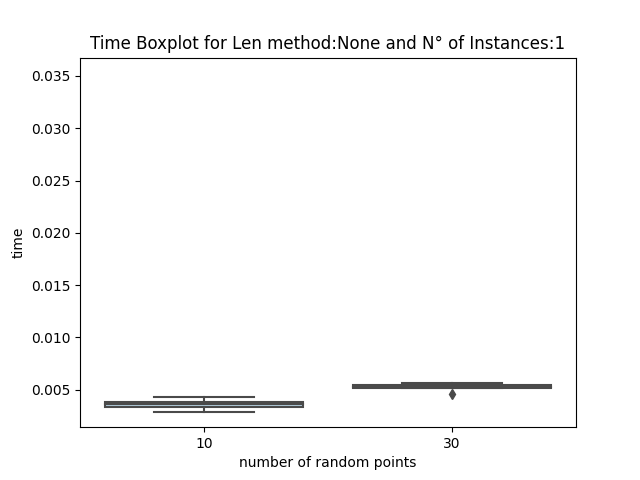 Time Boxplot for Len method:None and N° of Instances:1
0.035
0.030
0.025
0.020
0.015
0.010
0.005
time
10 30
number of random points